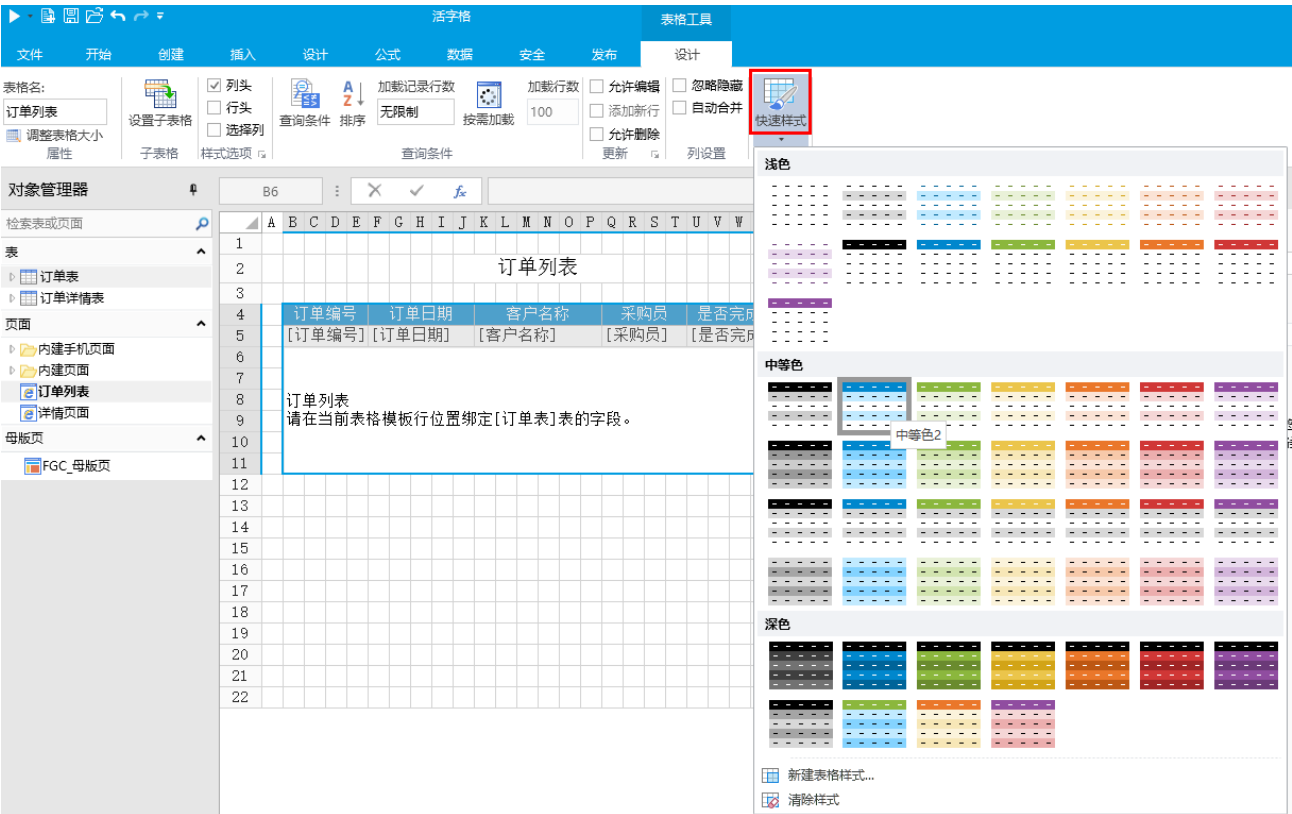 活字格
表格工具
文件 开始 创建 插入 设计 公式 数据 安全 发布 设计
表格名: 列头 加载记录行数 加载行数 允许编辑 忽略隐藏
订单列表 设置子表格 行头 查询条件 排序 无限制 按需加载 100 添加新行 自动合并 快速样式
调整表格大小 选择列 允许删除
属性 子表格 样式选项 查询条件 更新 列设置
对象管理器
B6 fx
检索表或页面
表
订单表
订单详情表
页面
内建手机页面
内建页面
订单列表
详情页面
母版页
FGC_母版页
A B C D E F G H I J K L M N O P Q R S T U V W
1
2 订单列表
3
4 订单编号 订单日期 客户名称 采购员 是否完成
5 [订单编号] [订单日期] [客户名称] [采购员] [是否完成
6
7
8 订单列表
9 请在当前表格模板行位置绑定[订单表]表的字段。
10
11
12
13
14
15
16
17
18
19
20
21
22
浅色
中等色
中等色2
深色
新建表格样式...
清除样式